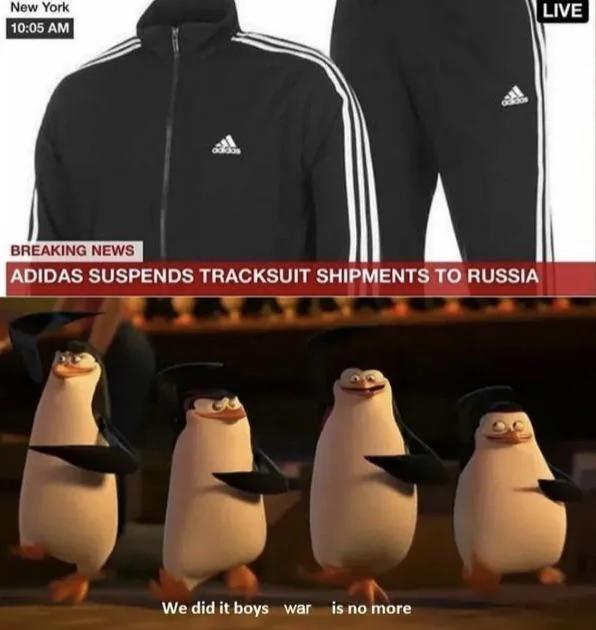 New York
LIVE
10:05 AM
adidas
adidas
BREAKING NEWS
ADIDAS SUSPENDS TRACKSUIT SHIPMENTS TO RUSSIA
We did it boys war is no more